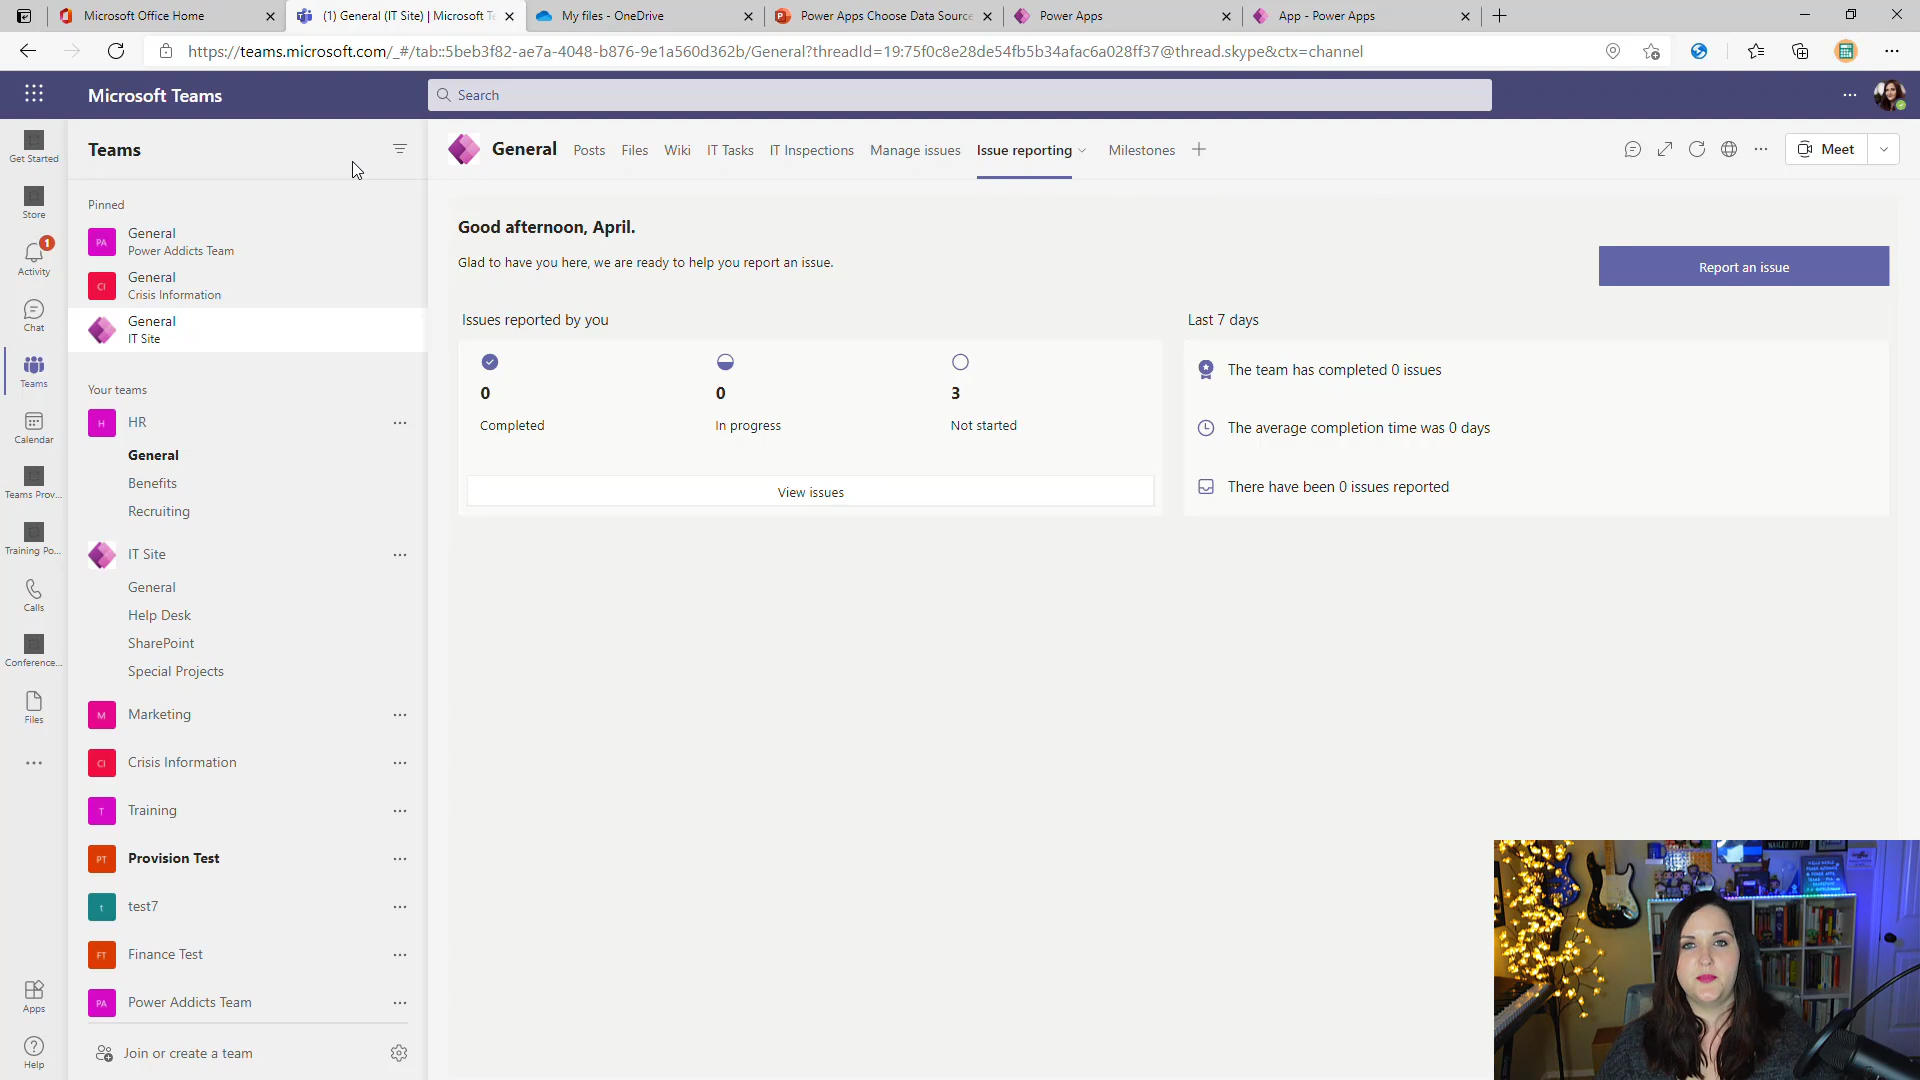 Microsoft Office Home
(1) General (IT Site) | Microsoft Te
My files - OneDrive
Power Apps Choose Data Source
Power Apps
App - Power Apps
https://teams.microsoft.com/_#/tab::5beb3f82-ae7a-4048-b876-9e1a560d362b/General?threadId=19:75f0c8e28de54fb5b34afac6a028ff37@thread.skype&ctx=channel
Microsoft Teams
Search
Get Started
Store
1
Activity
Chat
Teams
Calendar
Teams Prov...
Training Po...
Calls
Conference...
Files
Apps
Help
Teams
Pinned
PA
General
Power Addicts Team
CI
General
Crisis Information
General
IT Site
Your teams
H
HR
General
Benefits
Recruiting
IT Site
General
Help Desk
SharePoint
Special Projects
M
Marketing
CI
Crisis Information
T
Training
PT
Provision Test
t
test7
FT
Finance Test
PA
Power Addicts Team
Join or create a team
General
Posts
Files
Wiki
IT Tasks
IT Inspections
Manage issues
Issue reporting
Milestones
Meet
Good afternoon, April.
Glad to have you here, we are ready to help you report an issue.
Report an issue
Issues reported by you
0
Completed
0
In progress
3
Not started
View issues
Last 7 days
The team has completed 0 issues
The average completion time was 0 days
There have been 0 issues reported